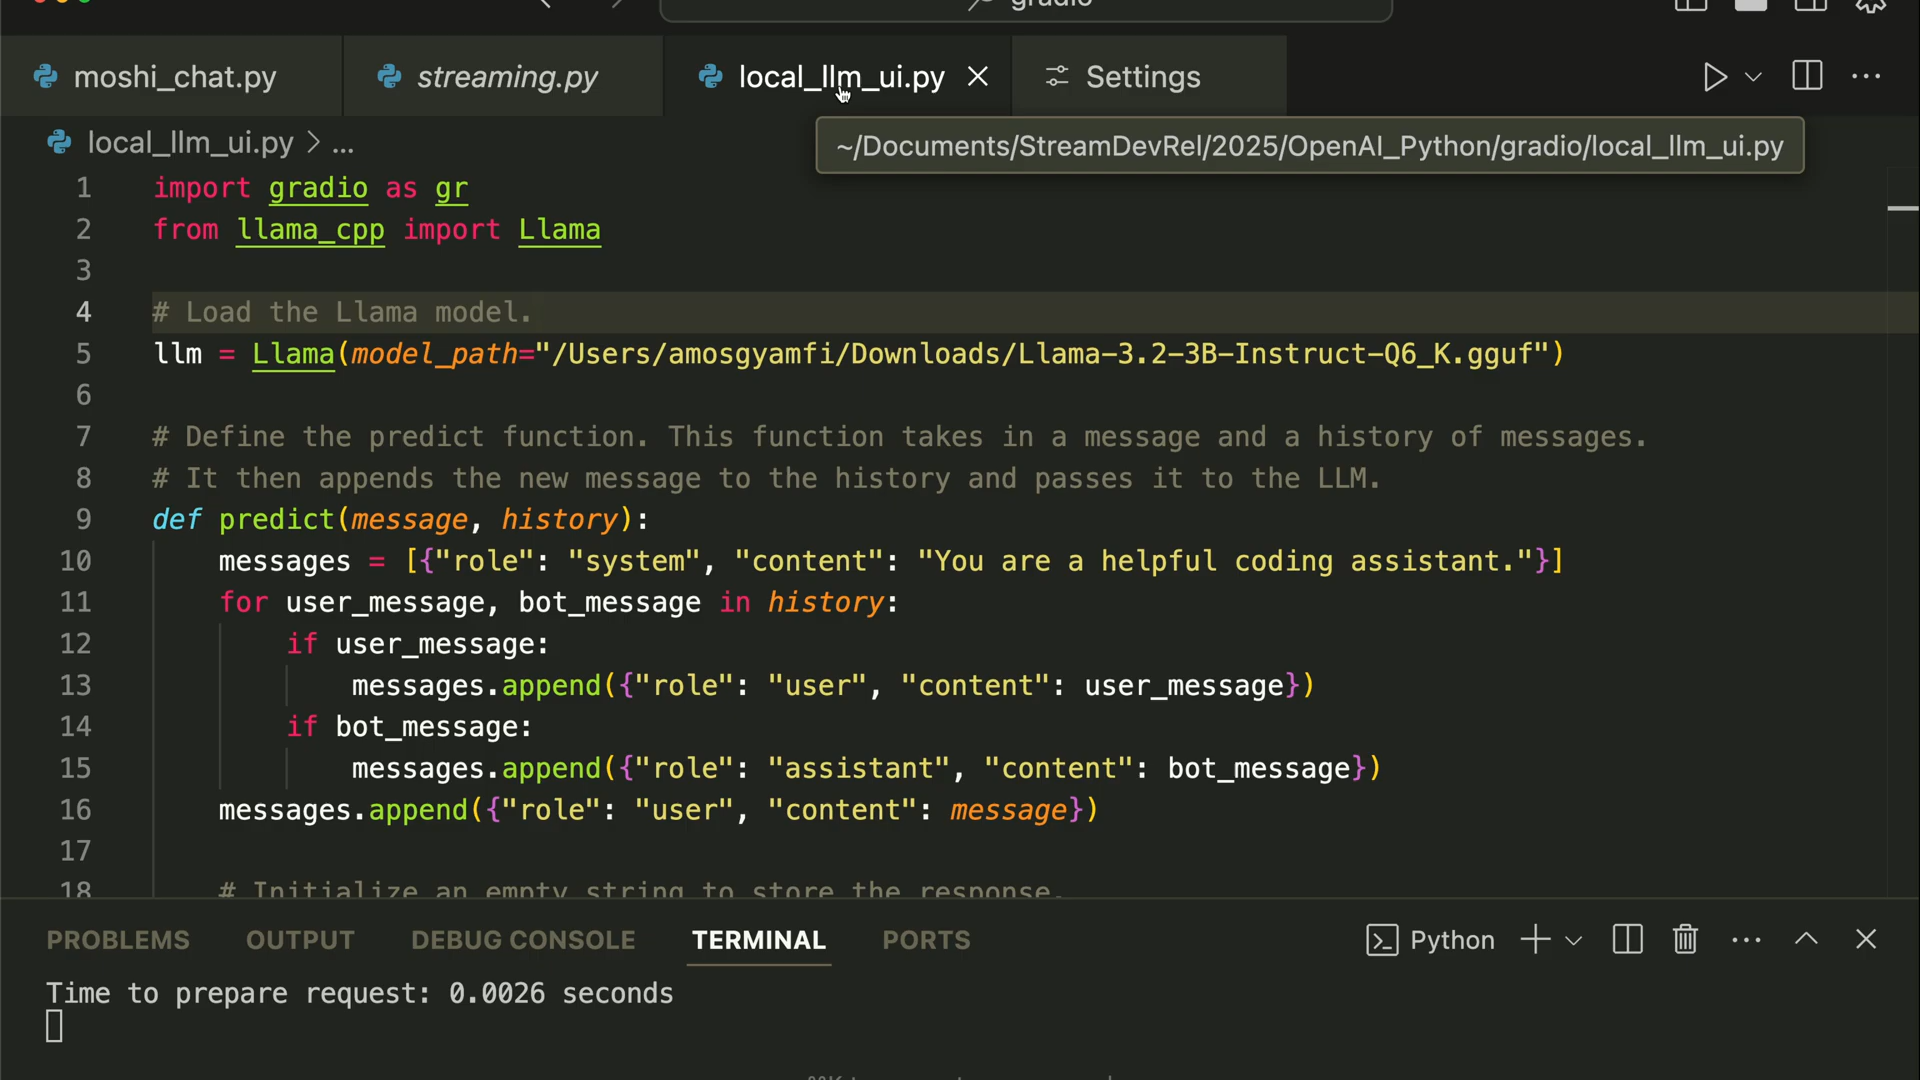 gradio
moshi_chat.py
streaming.py
local_llm_ui.py
Settings
local_llm_ui.py > ...
~/Documents/StreamDevRel/2025/OpenAI_Python/gradio/local_llm_ui.py
1 import gradio as gr
2 from llama_cpp import Llama
3
4 # Load the Llama model.
5 llm = Llama(model_path="/Users/amosgyamfi/Downloads/Llama-3.2-3B-Instruct-Q6_K.gguf")
6
7 # Define the predict function. This function takes in a message and a history of messages.
8 # It then appends the new message to the history and passes it to the LLM.
9 def predict(message, history):
10     messages = [{"role": "system", "content": "You are a helpful coding assistant."}]
11     for user_message, bot_message in history:
12         if user_message:
13             messages.append({"role": "user", "content": user_message})
14         if bot_message:
15             messages.append({"role": "assistant", "content": bot_message})
16     messages.append({"role": "user", "content": message})
17
18     # Initialize an empty string to store the response.
PROBLEMS OUTPUT DEBUG CONSOLE TERMINAL PORTS
Python
Time to prepare request: 0.0026 seconds